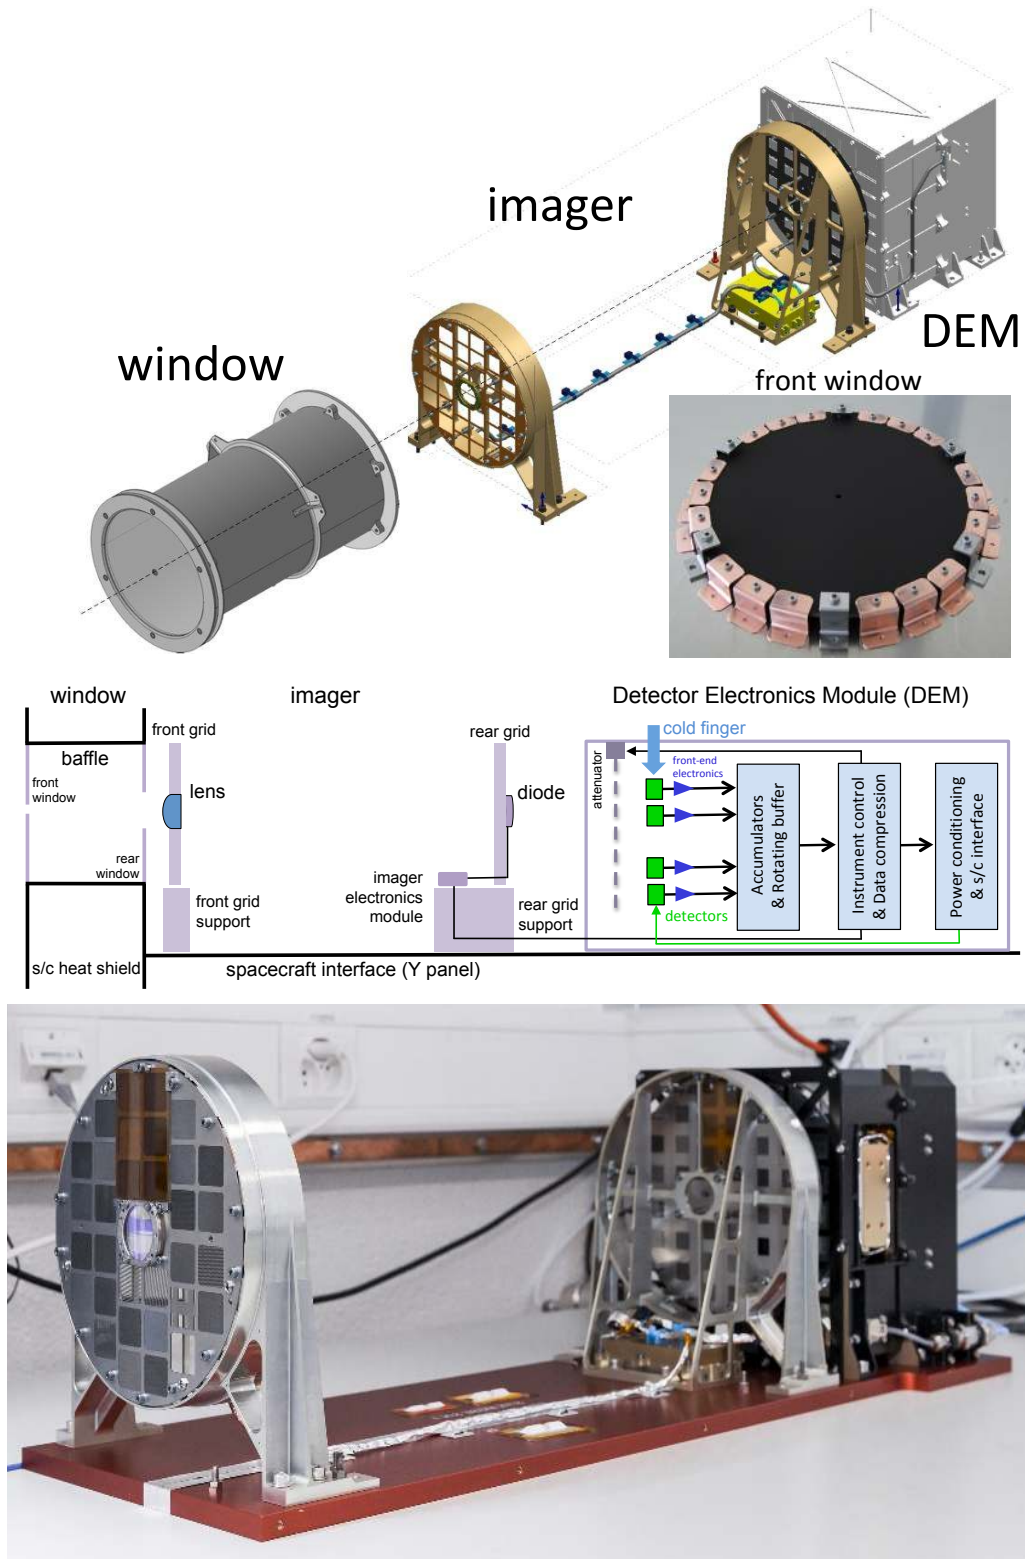 imager
window
DEM
front window
window
imager
Detector Electronics Module (DEM)
front grid
rear grid
cold finger
baffle
front
window
lens
diode
attenuator
front-end
electronics
rear
window
imager
electronics
module
front grid
support
rear grid
support
detectors
Accumulators
& Rotating buffer
Instrument control
& Data compression
Power conditioning
& s/c interface
s/c heat shield
spacecraft interface (Y panel)